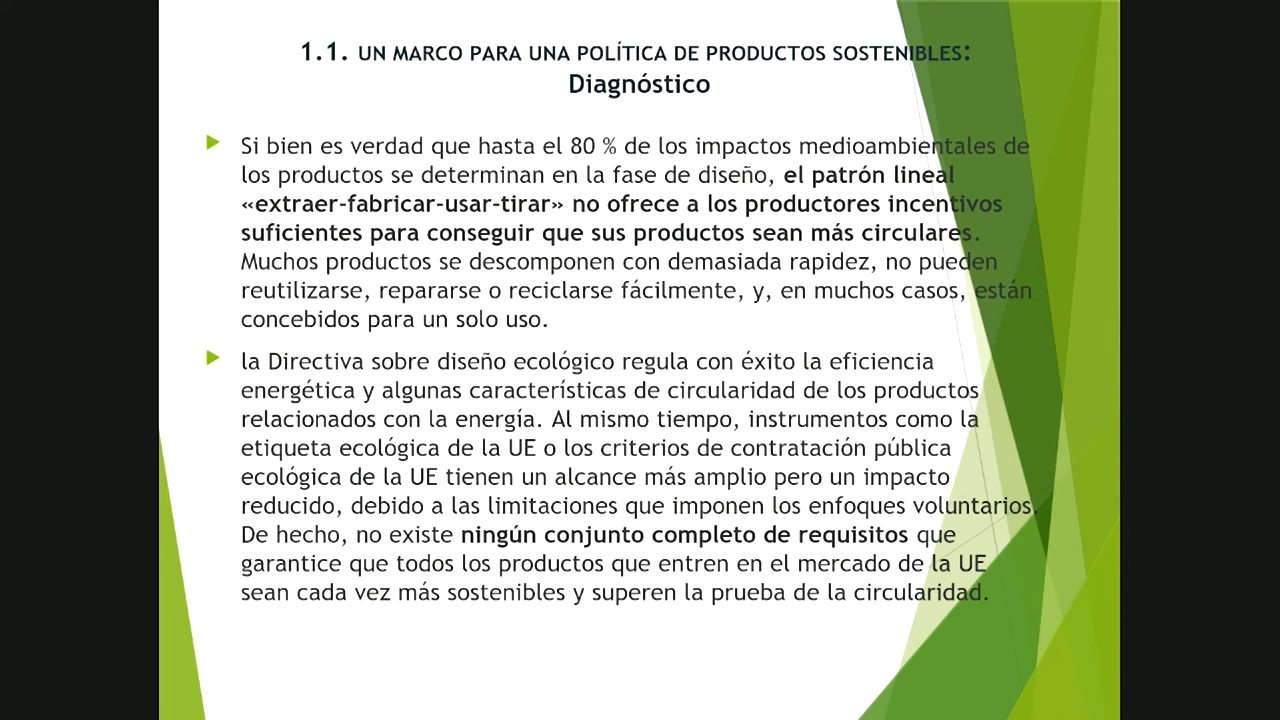 1.1. UN MARCO PARA UNA POLÍTICA DE PRODUCTOS SOSTENIBLES:
Diagnóstico
Si bien es verdad que hasta el 80 % de los impactos medioambientales de
los productos se determinan en la fase de diseño, el patrón lineal
«extraer-fabricar-usar-tirar» no ofrece a los productores incentivos
suficientes para conseguir que sus productos sean más circulares.
Muchos productos se descomponen con demasiada rapidez, no pueden
reutilizarse, repararse o reciclarse fácilmente, y, en muchos casos, están
concebidos para un solo uso.
la Directiva sobre diseño ecológico regula con éxito la eficiencia
energética y algunas características de circularidad de los productos
relacionados con la energía. Al mismo tiempo, instrumentos como la
etiqueta ecológica de la UE o los criterios de contratación pública
ecológica de la UE tienen un alcance más amplio pero un impacto
reducido, debido a las limitaciones que imponen los enfoques voluntarios.
De hecho, no existe ningún conjunto completo de requisitos que
garantice que todos los productos que entren en el mercado de la UE
sean cada vez más sostenibles y superen la prueba de la circularidad.